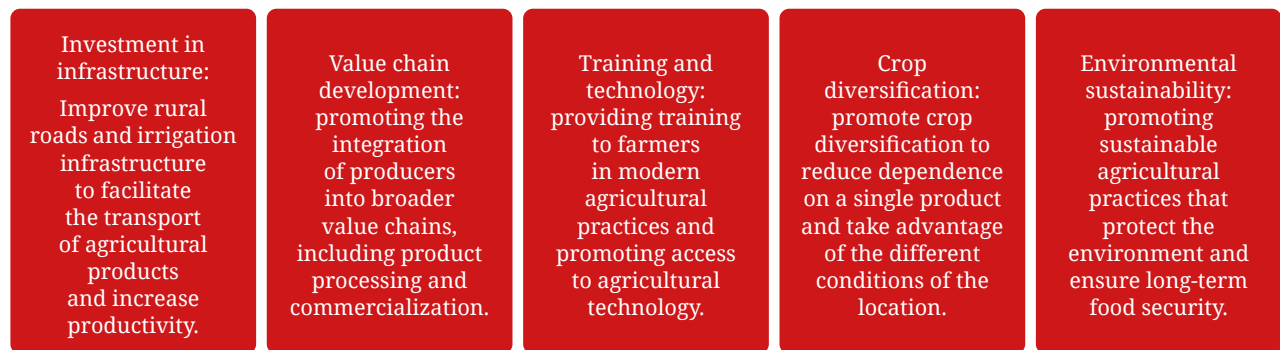 Investment in
infrastructure:
Improve rural
roads and irrigation
infrastructure
to facilitate
the transport
of agricultural
products
and increase
productivity.
Value chain
development:
promoting the
integration
of producers
into broader
value chains,
including product
processing and
commercialization.
Training and
technology:
providing training
to farmers
in modern
agricultural
practices and
promoting access
to agricultural
technology.
Crop
diversification:
promote crop
diversification to
reduce dependence
on a single product
and take advantage
of the different
conditions of the
location.
Environmental
sustainability:
promoting
sustainable
agricultural
practices that
protect the
environment and
ensure long-term
food security.